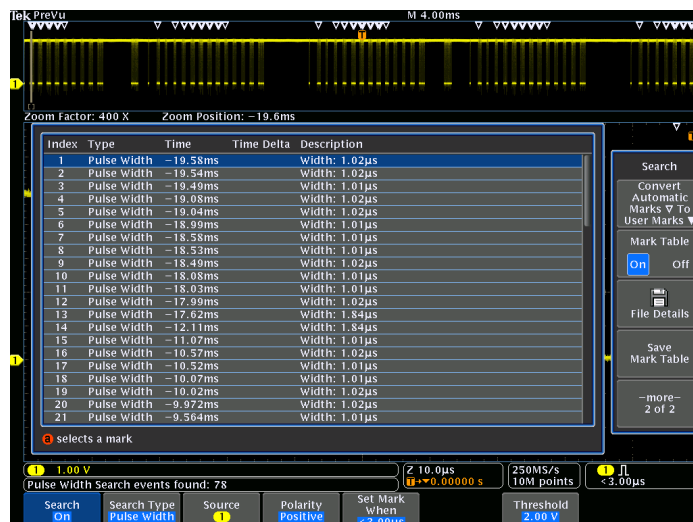 Tek PreVu M 4.00ms
T
1
Zoom Factor: 400 X Zoom Position: −19.6ms
Index Type Time Time Delta Description
1 Pulse Width −19.58ms Width: 1.02µs
2 Pulse Width −19.54ms Width: 1.02µs
3 Pulse Width −19.49ms Width: 1.01µs
4 Pulse Width −19.08ms Width: 1.02µs
5 Pulse Width −19.04ms Width: 1.02µs
6 Pulse Width −18.99ms Width: 1.01µs
7 Pulse Width −18.58ms Width: 1.01µs
8 Pulse Width −18.53ms Width: 1.01µs
9 Pulse Width −18.49ms Width: 1.02µs
10 Pulse Width −18.08ms Width: 1.01µs
11 Pulse Width −18.03ms Width: 1.01µs
12 Pulse Width −17.99ms Width: 1.02µs
13 Pulse Width −17.62ms Width: 1.84µs
14 Pulse Width −12.11ms Width: 1.84µs
15 Pulse Width −11.07ms Width: 1.01µs
16 Pulse Width −10.57ms Width: 1.02µs
17 Pulse Width −10.52ms Width: 1.01µs
18 Pulse Width −10.07ms Width: 1.01µs
19 Pulse Width −10.02ms Width: 1.02µs
20 Pulse Width −9.972ms Width: 1.02µs
21 Pulse Width −9.564ms Width: 1.01µs
a selects a mark
Search
Convert
Automatic
Marks ▽ To
User Marks ▼
Mark Table
On Off
File Details
Save
Mark Table
−more−
2 of 2
1
1 1.00 V
Z 10.0µs
T→▼0.00000 s
250MS/s
10M points
1
<3.00µs
Pulse Width Search events found: 78
Search
On
Search Type
Pulse Width
Source
1
Polarity
Positive
Set Mark
When
<3.00µs
Threshold
2.00 V